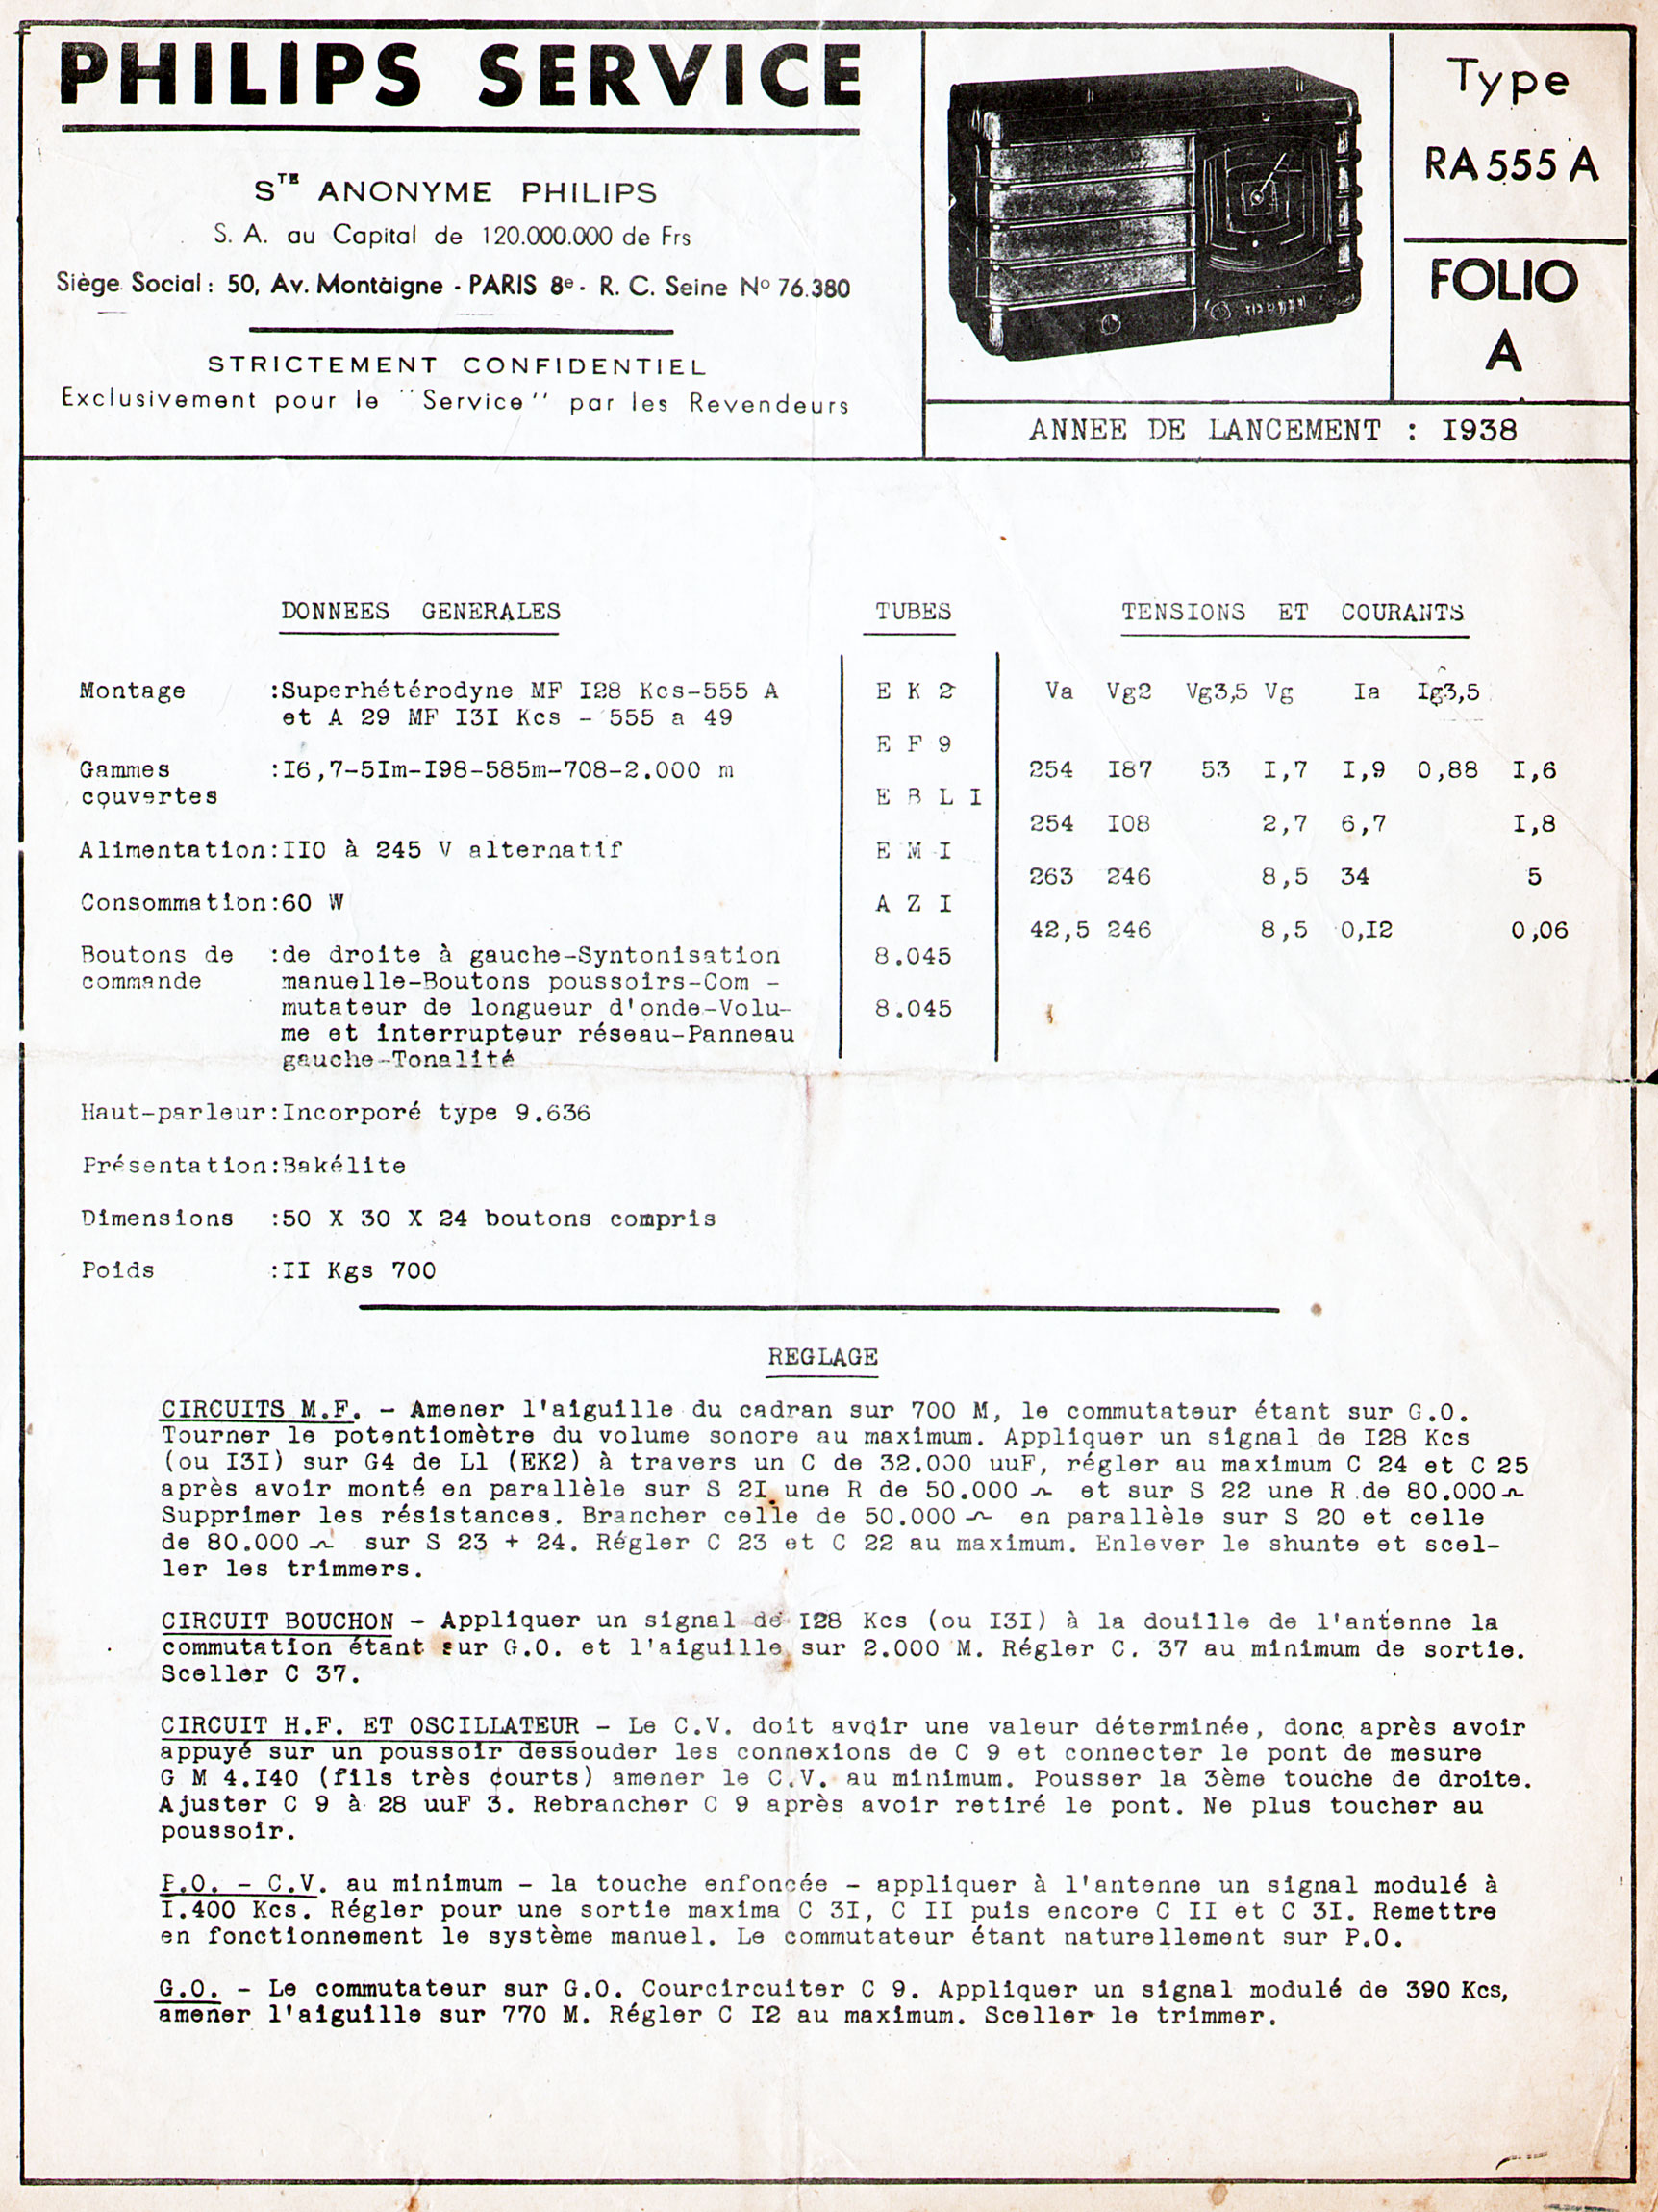 PHILIPS SERVICE
STE ANONYME PHILIPS
S. A. au Capital de 120.000.000 de Frs
Siège Social : 50, Av. Montaigne - PARIS 8e - R. C. Seine No 76.380
STRICTEMENT CONFIDENTIEL
Exclusivement pour le "Service" par les Revendeurs
Type
RA 555 A
FOLIO
A
ANNEE DE LANCEMENT : I938
DONNEES GENERALES
Montage :Superhétérodyne MF I28 Kcs-555 A
et A 29 MF I3I Kcs - 555 a 49
Gammes :I6,7-5Im-I98-585m-708-2.000 m
couvertes
Alimentation:IIO à 245 V alternatif
Consommation:60 W
Boutons de :de droite à gauche-Syntonisation
commande manuelle-Boutons poussoirs-Com -
mutateur de longueur d'onde-Volu-
me et interrupteur réseau-Panneau
gauche-Tonalité
Haut-parleur:Incorporé type 9.636
Présentation:Bakélite
Dimensions :50 X 30 X 24 boutons compris
Poids :II Kgs 700
TUBES
E K 2
E F 9
E B L I
E M I
A Z I
8.045
8.045
TENSIONS ET COURANTS
Va Vg2 Vg3,5 Vg Ia Ig3,5
254 I87 53 I,7 I,9 0,88 I,6
254 I08 2,7 6,7 I,8
263 246 8,5 34 5
42,5 246 8,5 0,I2 0,06
REGLAGE
CIRCUITS M.F. - Amener l'aiguille du cadran sur 700 M, le commutateur étant sur G.O.
Tourner le potentiomètre du volume sonore au maximum. Appliquer un signal de I28 Kcs
(ou I3I) sur G4 de Ll (EK2) à travers un C de 32.000 uuF, régler au maximum C 24 et C 25
après avoir monté en parallèle sur S 2I une R de 50.000 Ω et sur S 22 une R de 80.000 Ω
Supprimer les résistances. Brancher celle de 50.000 Ω en parallèle sur S 20 et celle
de 80.000 Ω sur S 23 + 24. Régler C 23 et C 22 au maximum. Enlever le shunte et scel-
ler les trimmers.
CIRCUIT BOUCHON - Appliquer un signal de I28 Kcs (ou I3I) à la douille de l'antenne la
commutation étant sur G.O. et l'aiguille sur 2.000 M. Régler C. 37 au minimum de sortie.
Sceller C 37.
CIRCUIT H.F. ET OSCILLATEUR - Le C.V. doit avoir une valeur déterminée, donc après avoir
appuyé sur un poussoir dessouder les connexions de C 9 et connecter le pont de mesure
G M 4.I40 (fils très courts) amener le C.V. au minimum. Pousser la 3ème touche de droite.
Ajuster C 9 à 28 uuF 3. Rebrancher C 9 après avoir retiré le pont. Ne plus toucher au
poussoir.
P.O. - C.V. au minimum - la touche enfoncée - appliquer à l'antenne un signal modulé à
I.400 Kcs. Régler pour une sortie maxima C 3I, C II puis encore C II et C 3I. Remettre
en fonctionnement le système manuel. Le commutateur étant naturellement sur P.O.
G.O. - Le commutateur sur G.O. Courcircuiter C 9. Appliquer un signal modulé de 390 Kcs,
amener l'aiguille sur 770 M. Régler C I2 au maximum. Sceller le trimmer.